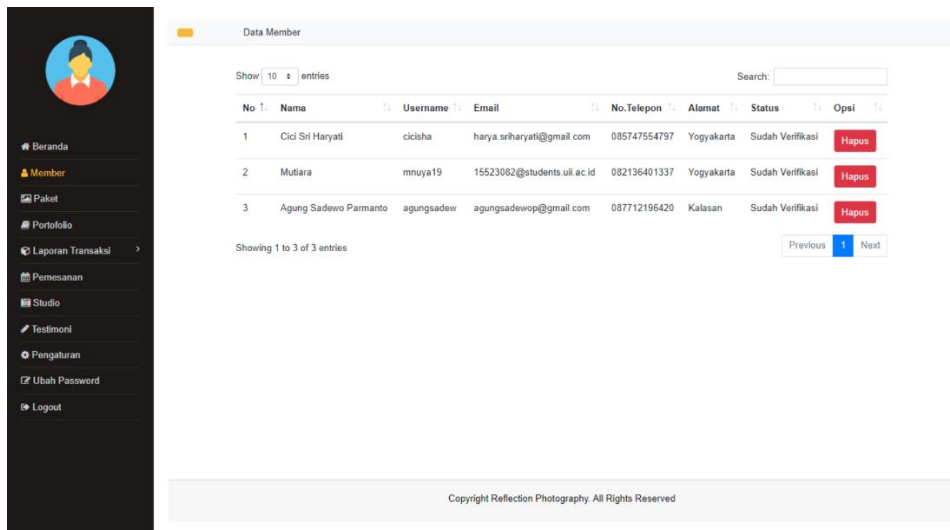 Beranda
Member
Paket
Portofolio
Laporan Transaksi
Pemesanan
Studio
Testimoni
Pengaturan
Ubah Password
Logout
Data Member
Show 10 entries Search:
No Nama Username Email No.Telepon Alamat Status Opsi
1 Cici Sri Haryati cicisha harya.sriharyati@gmail.com 085747554797 Yogyakarta Sudah Verifikasi Hapus
2 Mutiara mnuya19 15523082@students.uii.ac.id 082136401337 Yogyakarta Sudah Verifikasi Hapus
3 Agung Sadewo Parmanto agungsadew agungsadewop@gmail.com 087712196420 Kalasan Sudah Verifikasi Hapus
Showing 1 to 3 of 3 entries Previous 1 Next
Copyright Reflection Photography. All Rights Reserved